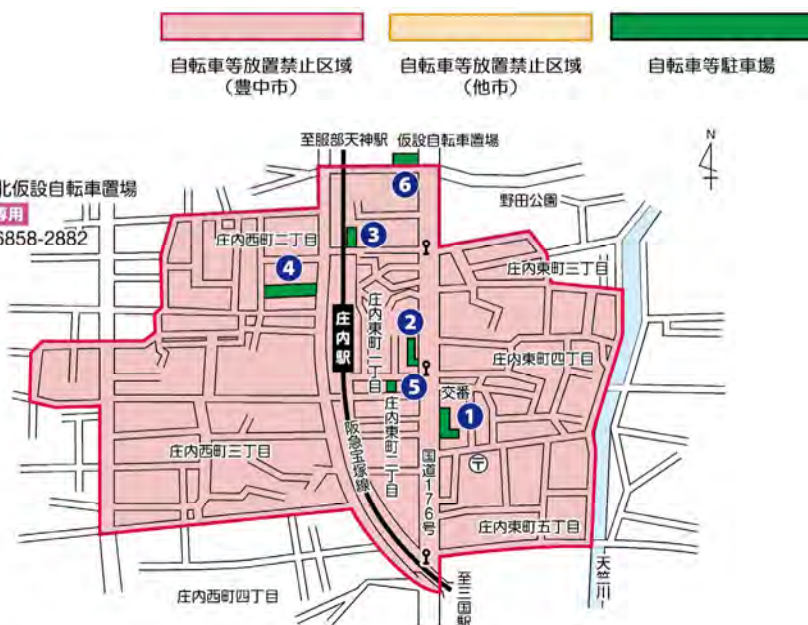 自転車等放置禁止区域
（豊中市）
自転車等放置禁止区域
（他市）
自転車等駐車場
至服部天神駅
仮設自転車置場
N
北仮設自転車置場
専用
6858-2882
6
野田公園
庄内西町二丁目
3
庄内東町三丁目
4
庄内東町一丁目
庄内駅
2
庄内東町四丁目
5
交番
1
庄内東町二丁目
庄内西町三丁目
阪急宝塚線
国道176号
〒
庄内東町五丁目
天竺川
至三国駅
庄内西町四丁目